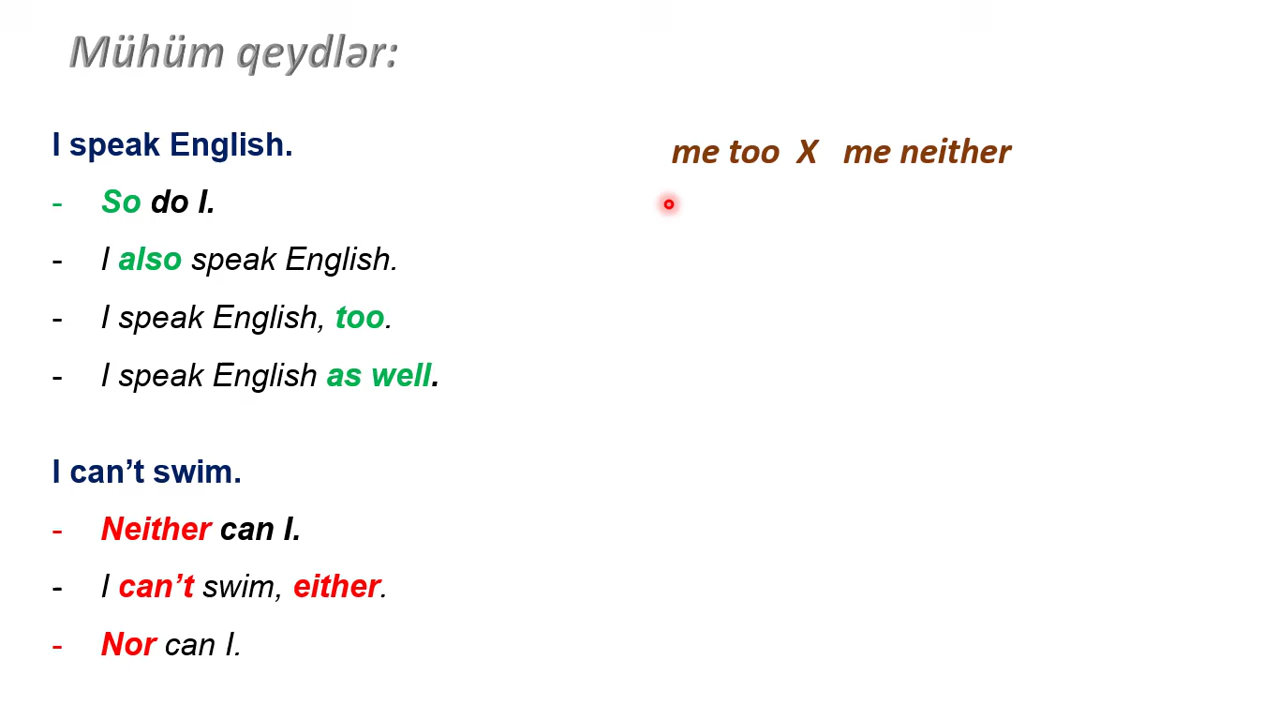 Mühüm qeydlər:
I speak English.
- So do I.
- I also speak English.
- I speak English, too.
- I speak English as well.
I can’t swim.
- Neither can I.
- I can’t swim, either.
- Nor can I.
me too X me neither